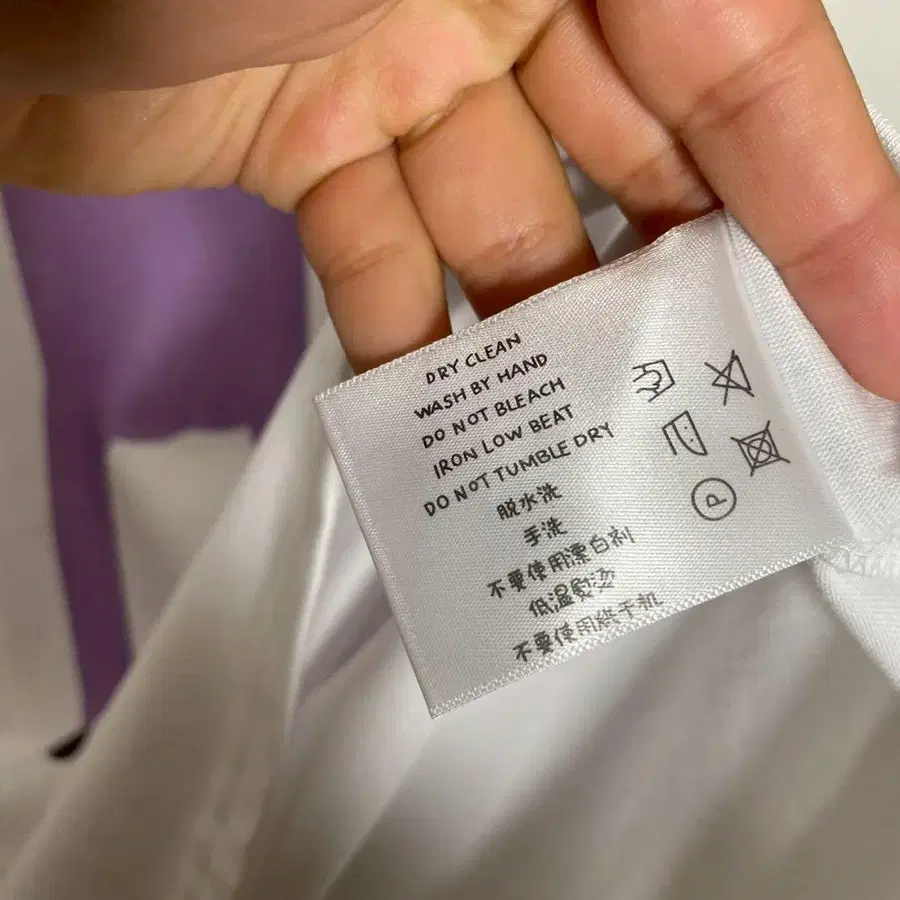 DRY CLEAN
WASH BY HAND
DO NOT BLEACH
IRON LOW BEAT
DO NOT TUMBLE DRY
脱水洗
手洗
不要使用漂白剂
低温熨烫
不要使用烘干机
P